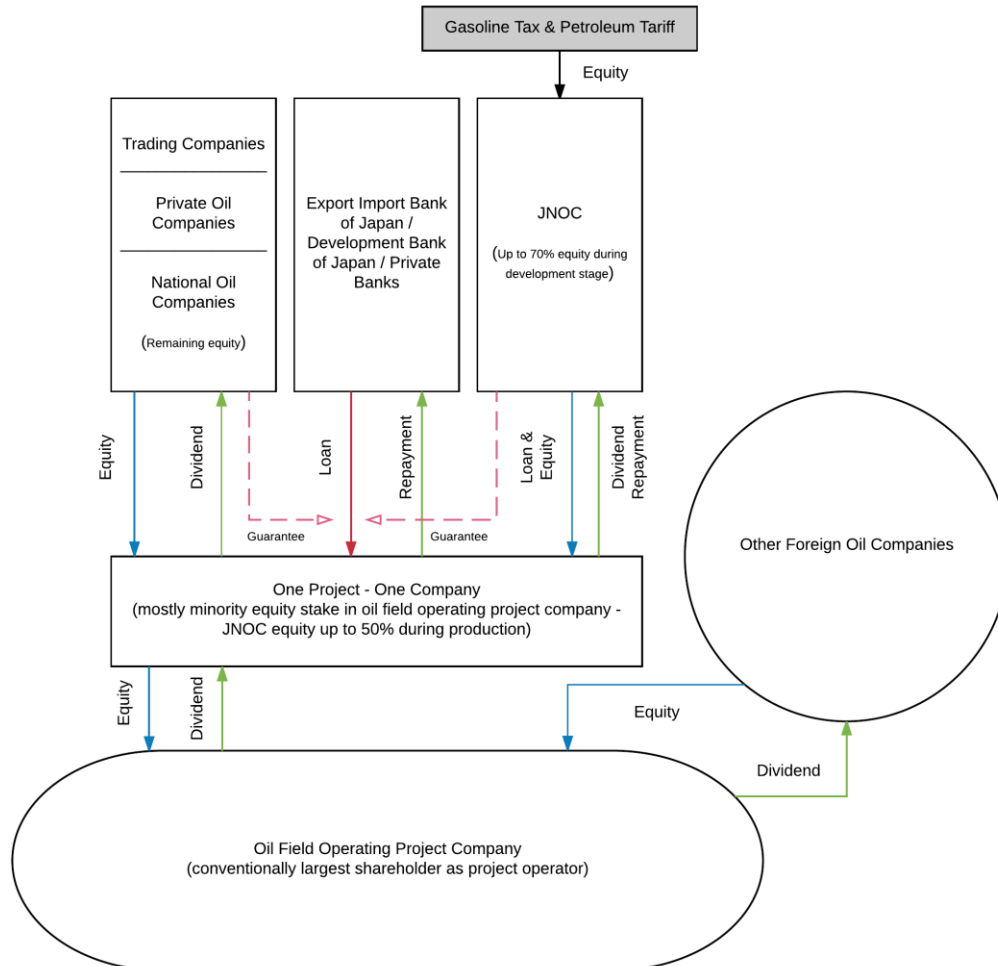 Gasoline Tax & Petroleum Tariff
Equity
Trading Companies
Private Oil
Companies
National Oil
Companies
(Remaining equity)
Export Import Bank
of Japan /
Development Bank
of Japan / Private
Banks
JNOC
(Up to 70% equity during
development stage)
Equity
Dividend
Loan
Repayment
Loan &
Equity
Dividend
Repayment
Guarantee
Guarantee
Other Foreign Oil Companies
One Project - One Company
(mostly minority equity stake in oil field operating project company -
JNOC equity up to 50% during production)
Equity
Dividend
Equity
Dividend
Oil Field Operating Project Company
(conventionally largest shareholder as project operator)